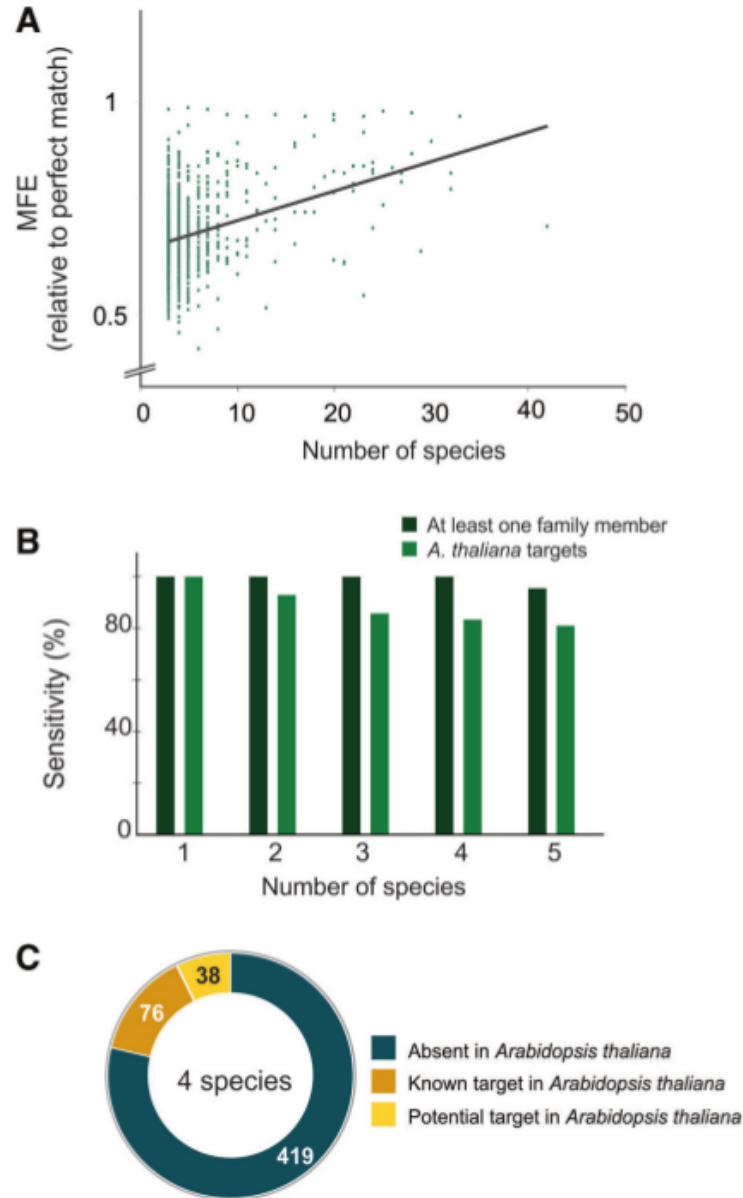 A
MFE
(relative to perfect match)
1
0.5
0
10
20
30
40
50
Number of species
B
At least one family member
A. thaliana targets
Sensitivity (%)
80
40
0
1
2
3
4
5
Number of species
C
38
76
4 species
419
Absent in Arabidopsis thaliana
Known target in Arabidopsis thaliana
Potential target in Arabidopsis thaliana